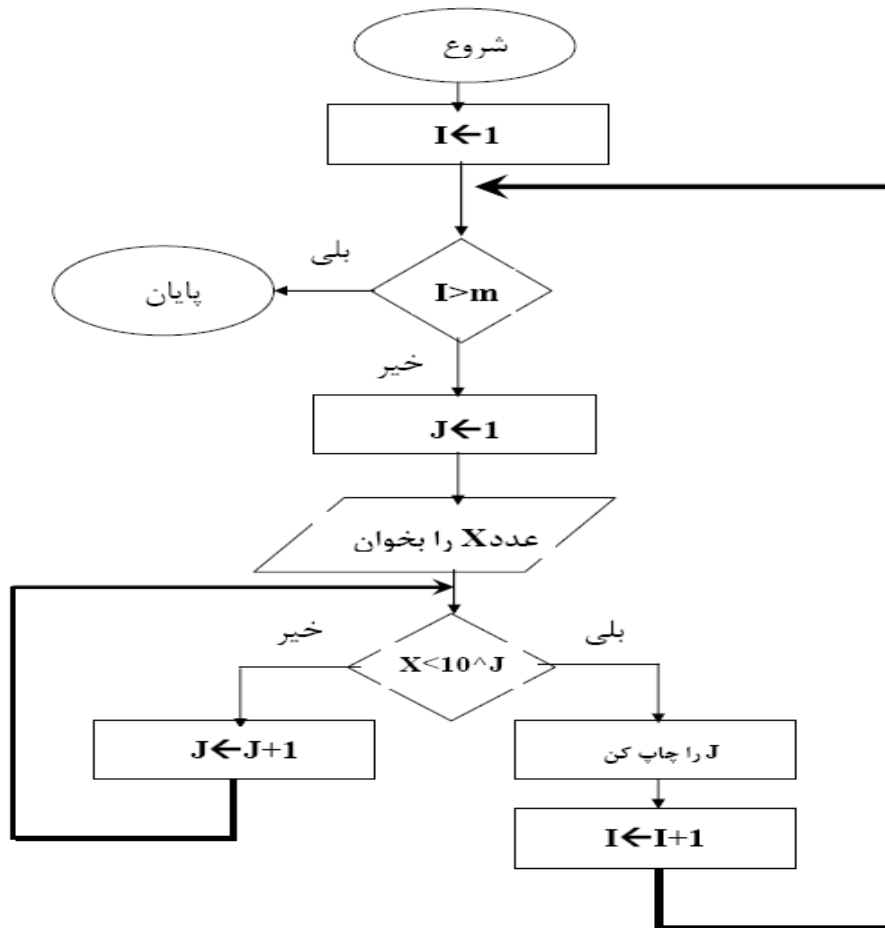 شروع
I←1
بلی
I>m
پایان
خیر
J←1
عدد X را بخوان
خیر
بلی
X<10^J
J←J+1
J را چاپ کن
I←I+1